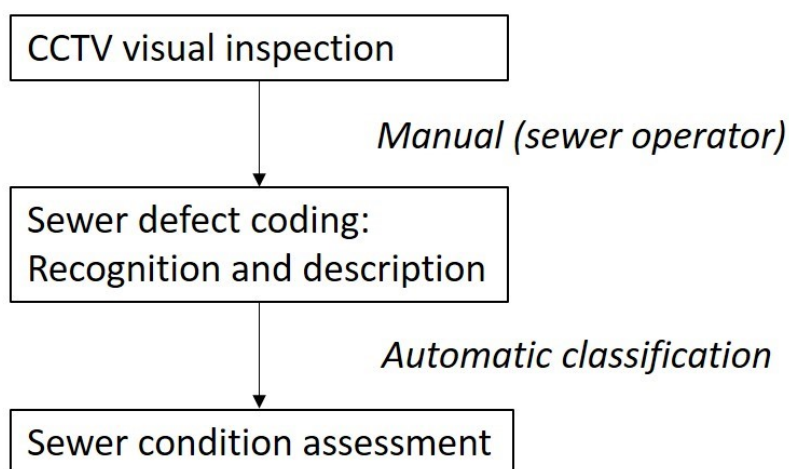 CCTV visual inspection
Manual (sewer operator)
Sewer defect coding:
Recognition and description
Automatic classification
Sewer condition assessment